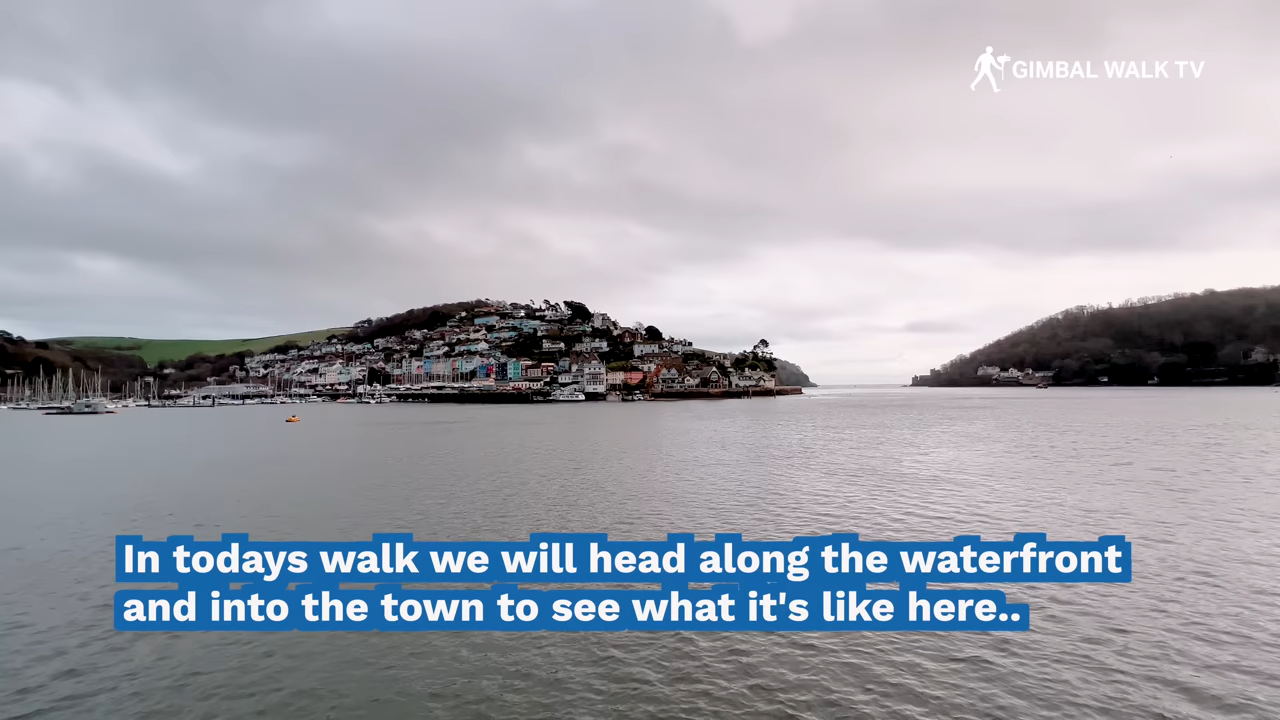 GIMBAL WALK TV
In todays walk we will head along the waterfront
and into the town to see what it's like here..